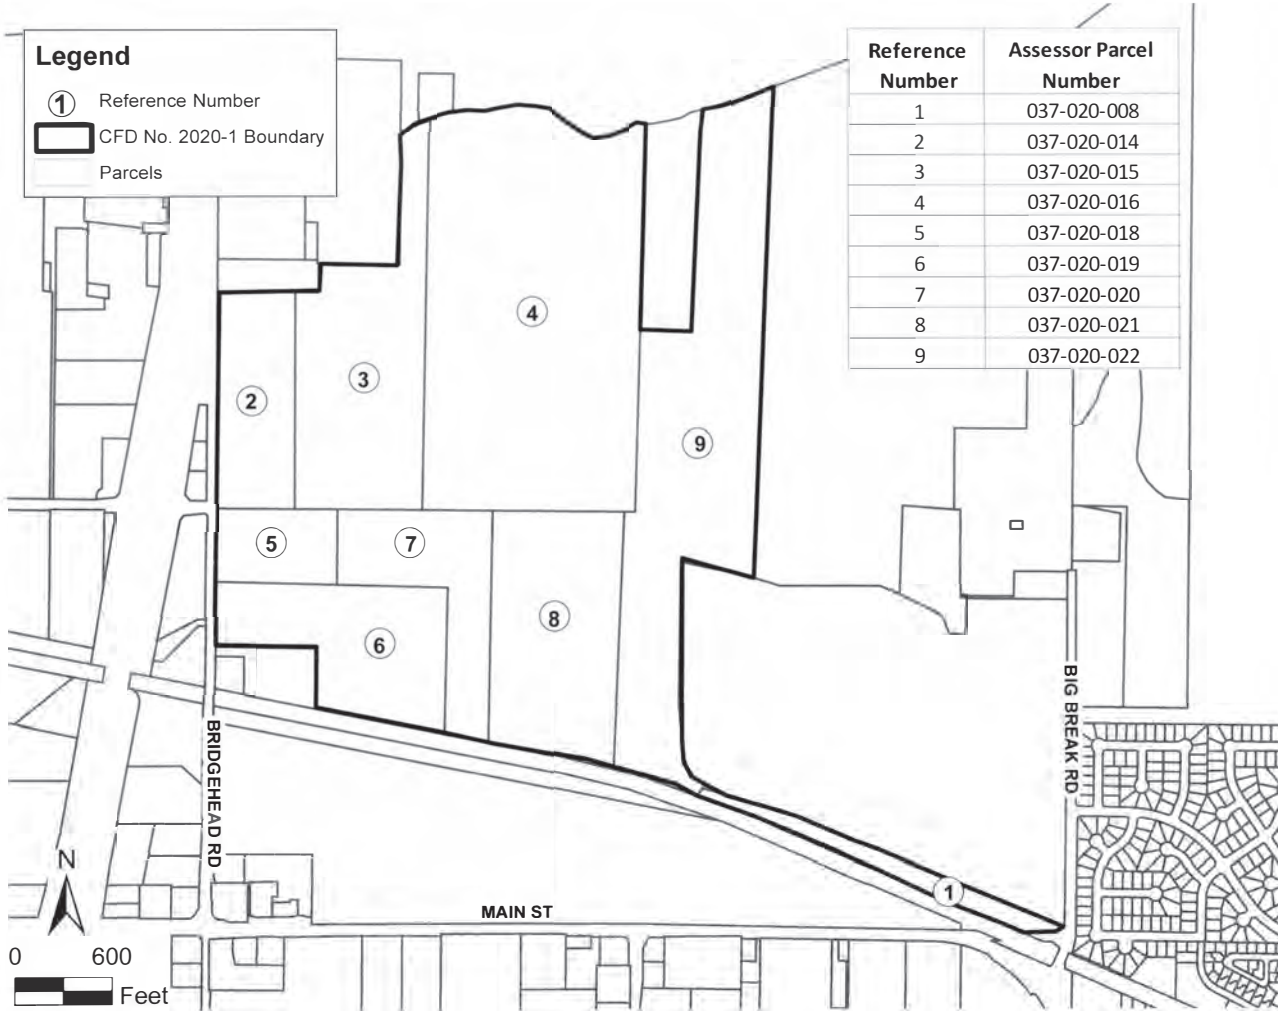 Legend
1 Reference Number
CFD No. 2020-1 Boundary
Parcels
Reference Number Assessor Parcel Number
1 037-020-008
2 037-020-014
3 037-020-015
4 037-020-016
5 037-020-018
6 037-020-019
7 037-020-020
8 037-020-021
9 037-020-022
4
3
2
9
5
7
8
6
BIG BREAK RD
BRIDGEHEAD RD
1
MAIN ST
N
0 600
Feet